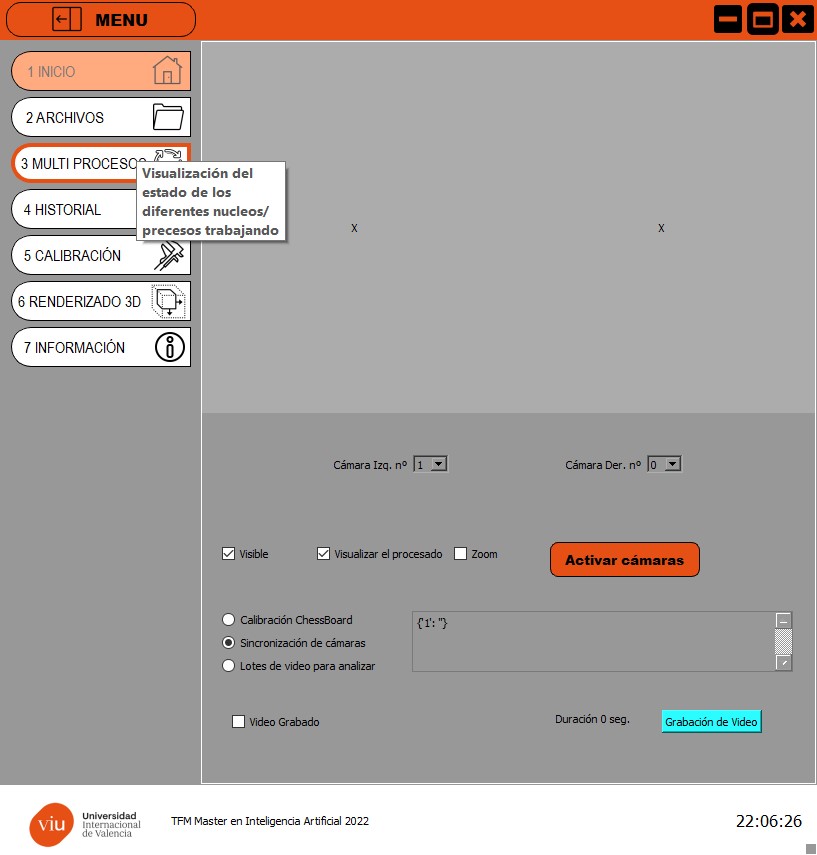 MENU
1 INICIO
2 ARCHIVOS
3 MULTI PROCESOS
Visualización del
estado de los
diferentes nucleos/
precesos trabajando
4 HISTORIAL
5 CALIBRACIÓN
6 RENDERIZADO 3D
7 INFORMACIÓN
X X
Cámara Izq. nº 1 Cámara Der. nº 0
Visible Visualizar el procesado Zoom Activar cámaras
Calibración ChessBoard
Sincronización de cámaras
Lotes de video para analizar
{'1': ''}
Video Grabado Duración 0 seg. Grabación de Video
viu Universidad
Internacional
de Valencia
TFM Master en Inteligencia Artificial 2022
22:06:26